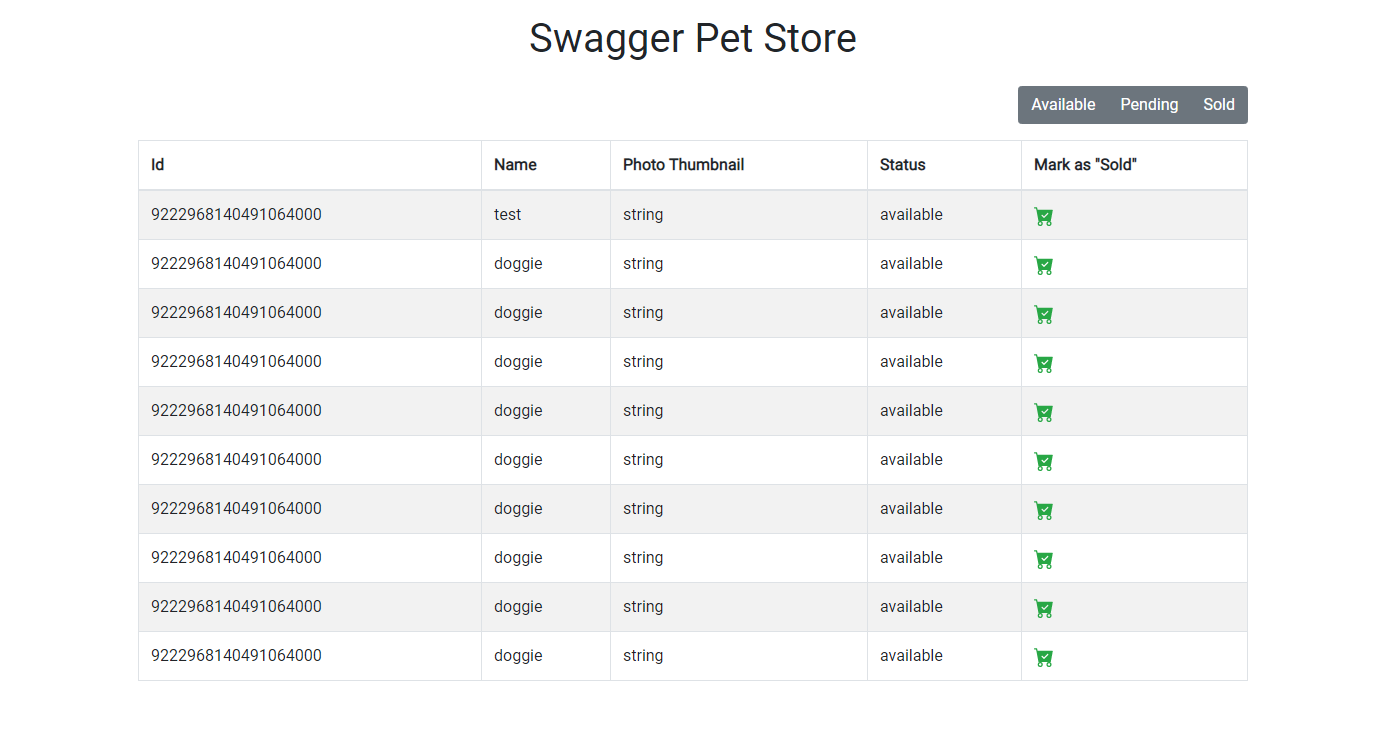 Swagger Pet Store
Available Pending Sold
Id Name Photo Thumbnail Status Mark as "Sold"
9222968140491064000 test string available
9222968140491064000 doggie string available
9222968140491064000 doggie string available
9222968140491064000 doggie string available
9222968140491064000 doggie string available
9222968140491064000 doggie string available
9222968140491064000 doggie string available
9222968140491064000 doggie string available
9222968140491064000 doggie string available
9222968140491064000 doggie string available